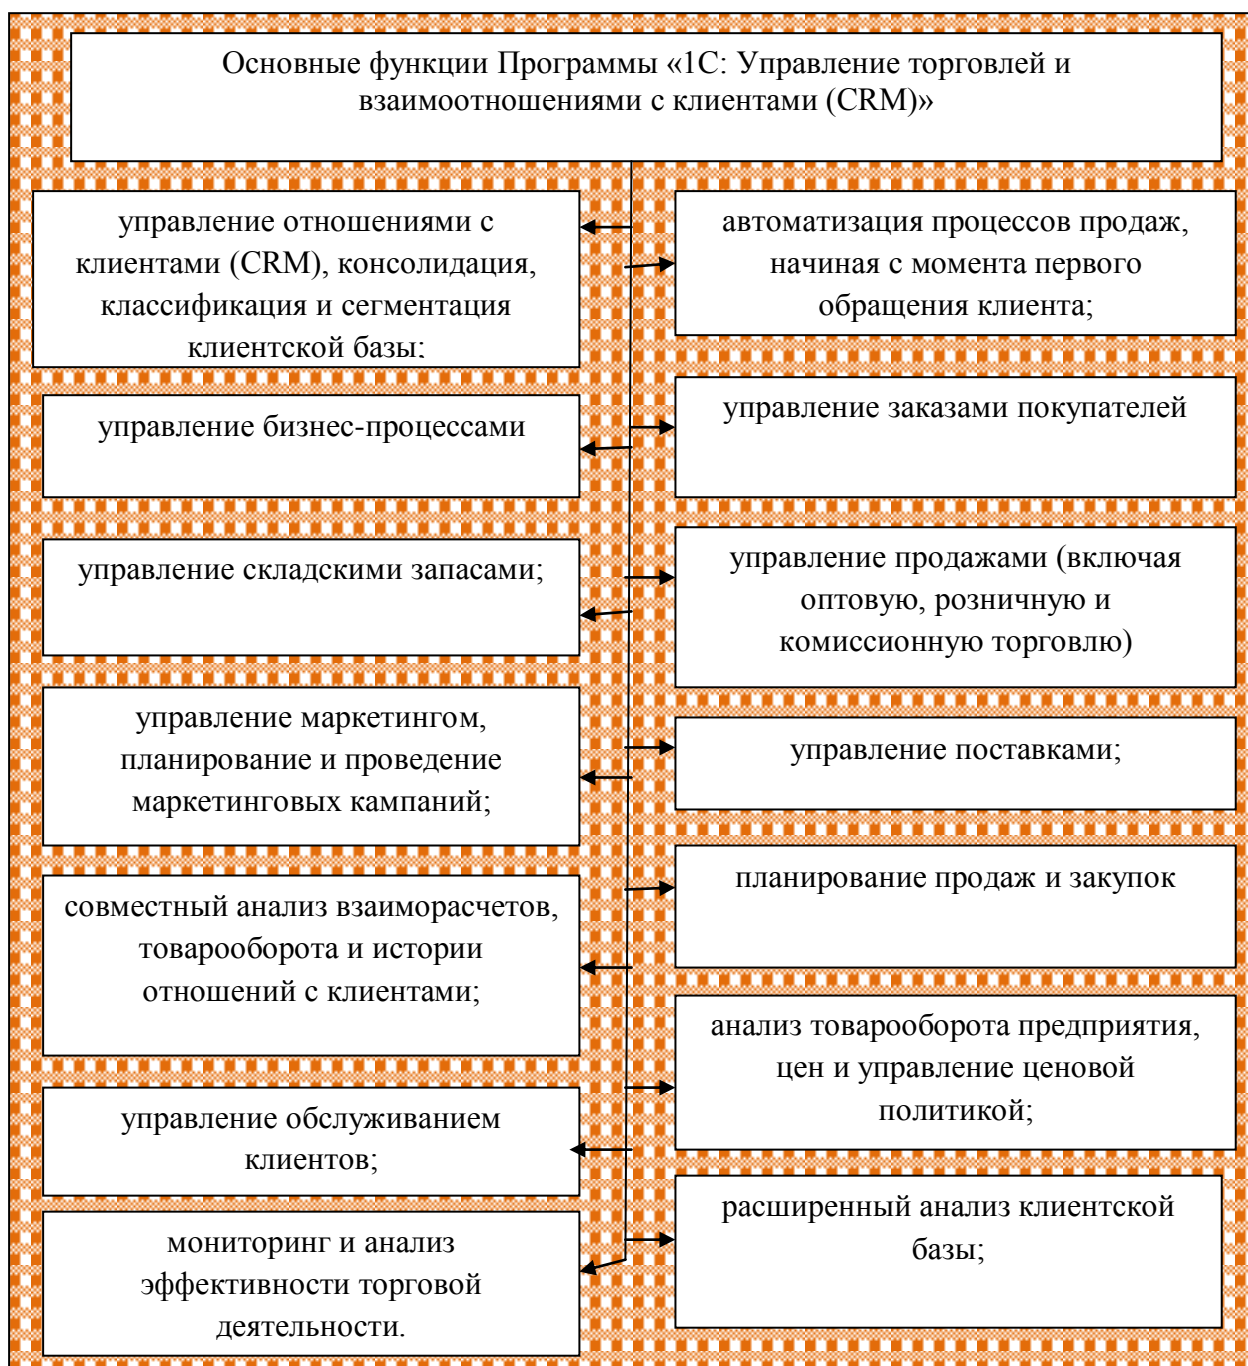 Основные функции Программы «1С: Управление торговлей и
взаимоотношениями с клиентами (CRM)»
управление отношениями с
клиентами (CRM), консолидация,
классификация и сегментация
клиентской базы;
автоматизация процессов продаж,
начиная с момента первого
обращения клиента;
управление бизнес-процессами
управление заказами покупателей
управление складскими запасами;
управление продажами (включая
оптовую, розничную и
комиссионную торговлю)
управление маркетингом,
планирование и проведение
маркетинговых кампаний;
управление поставками;
совместный анализ взаиморасчетов,
товарооборота и истории
отношений с клиентами;
планирование продаж и закупок
анализ товарооборота предприятия,
цен и управление ценовой
политикой;
управление обслуживанием
клиентов;
расширенный анализ клиентской
базы;
мониторинг и анализ
эффективности торговой
деятельности.